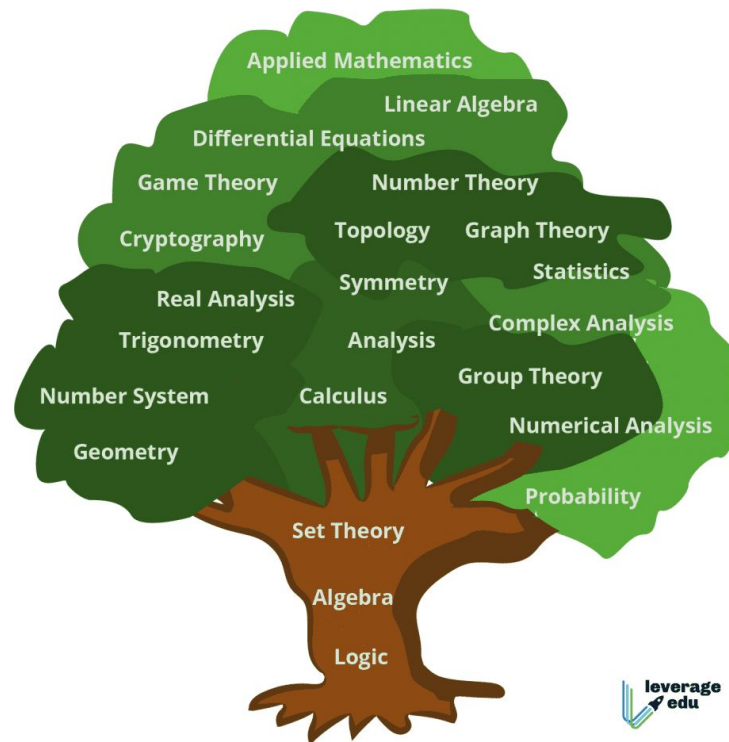 Applied Mathematics
Linear Algebra
Differential Equations
Game Theory
Number Theory
Cryptography
Topology
Graph Theory
Statistics
Symmetry
Real Analysis
Complex Analysis
Trigonometry
Analysis
Number System
Calculus
Group Theory
Numerical Analysis
Geometry
Probability
Set Theory
Algebra
Logic
leverage
edu